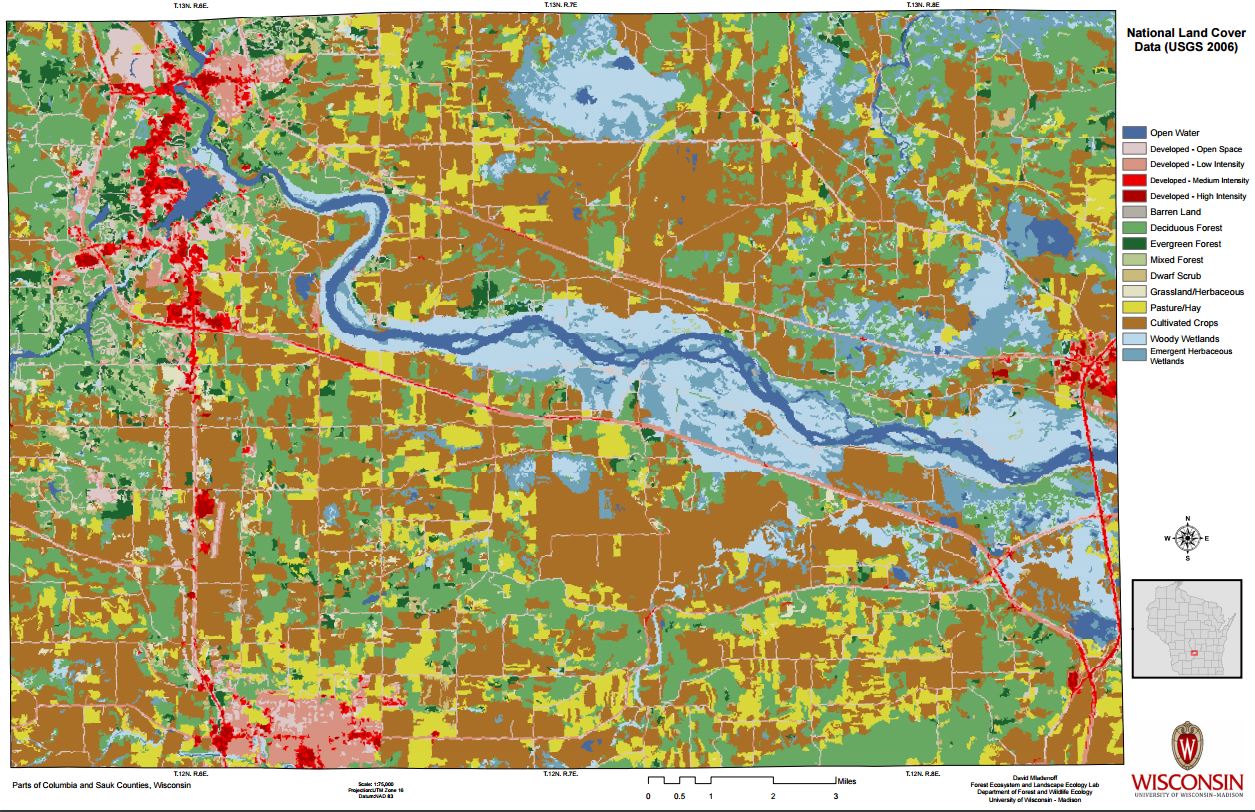 T.13N. R.6E.
T.13N. R.7E
T.13N. R.8E
National Land Cover
Data (USGS 2006)
Open Water
Developed - Open Space
Developed - Low Intensity
Developed - Medium Intensity
Developed - High Intensity
Barren Land
Deciduous Forest
Evergreen Forest
Mixed Forest
Dwarf Scrub
Grassland/Herbaceous
Pasture/Hay
Cultivated Crops
Woody Wetlands
Emergent Herbaceous
Wetlands
N
W E
S
W
WISCONSIN
UNIVERSITY OF WISCONSIN-MADISON
T.12N. R.6E.
T.12N. R.7E
T.12N. R.8E
Parts of Columbia and Sauk Counties, Wisconsin
Scale: 1:75,000
Projection:UTM Zone 16
Datum:NAD 83
Miles
0 0.5 1 2 3
David Mladenoff
Forest Ecosystem and Landscape Ecology Lab
Department of Forest and Wildlife Ecology
University of Wisconsin - Madison